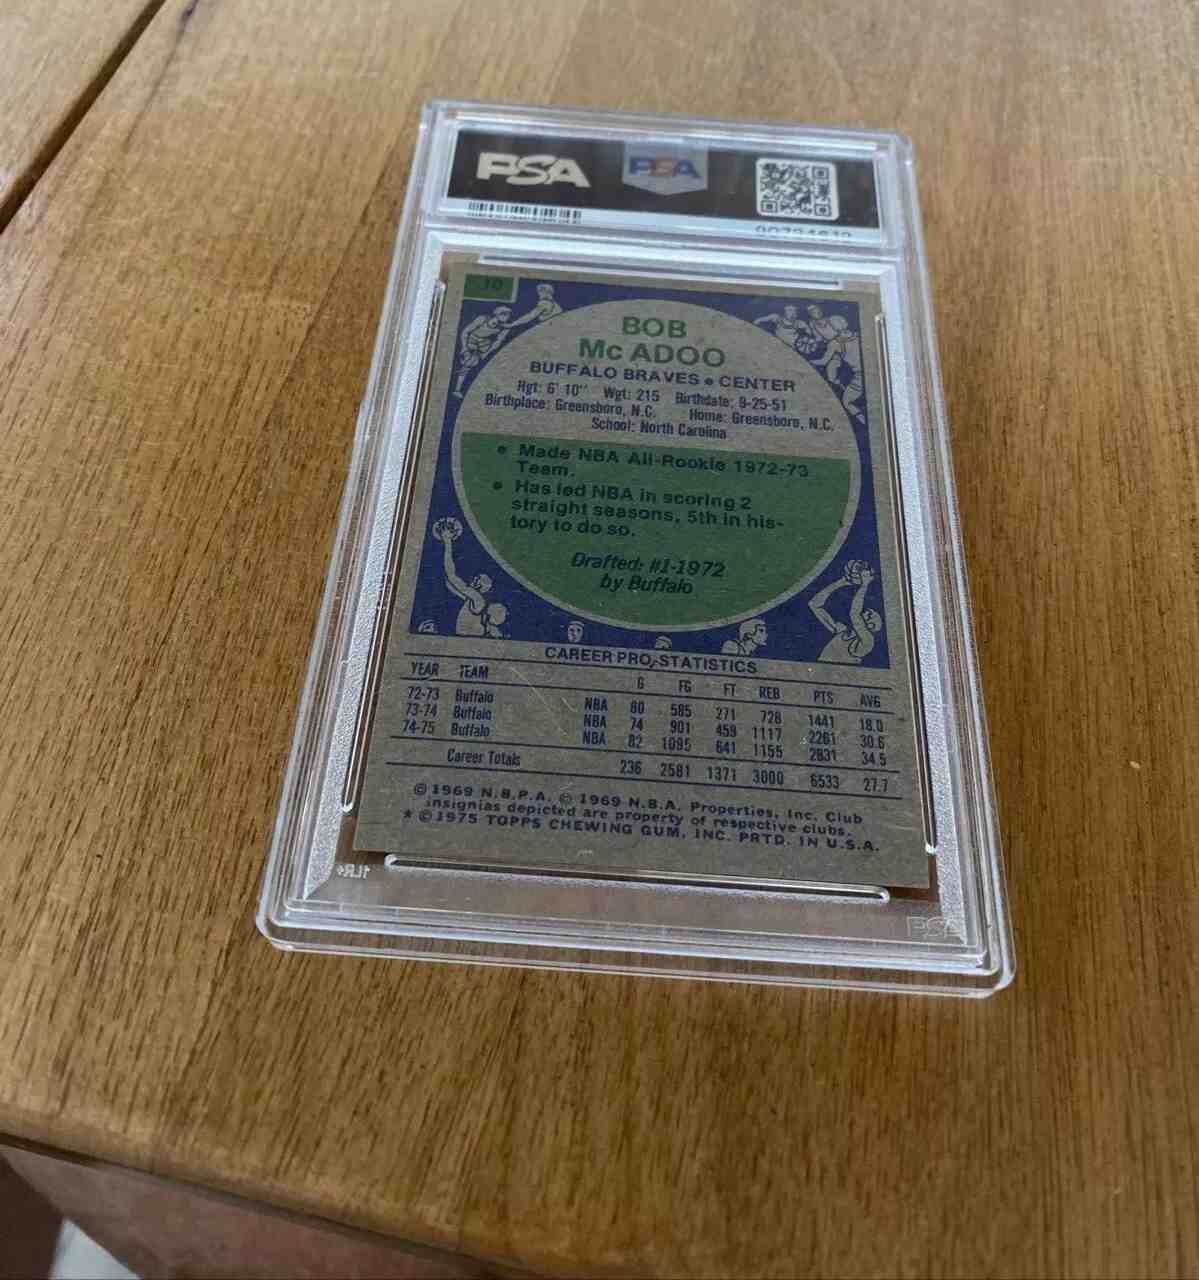 PSA
PSA
10
BOB
Mc ADOO
BUFFALO BRAVES • CENTER
Hgt: 6' 10" Wgt: 215 Birthdate: 9-25-51
Birthplace: Greensboro, N.C. Home: Greensboro, N.C.
School: North Carolina
• Made NBA All-Rookie 1972-73
Team.
• Has led NBA in scoring 2
straight seasons, 5th in his-
tory to do so.
Drafted: #1-1972
by Buffalo
CAREER PRO-STATISTICS
YEAR TEAM G FG FT REB PTS AVG
72-73 Buffalo NBA 80 585 271 728 1441 18.0
73-74 Buffalo NBA 74 901 459 1117 2261 30.6
74-75 Buffalo NBA 82 1095 641 1155 2831 34.5
Career Totals 236 2581 1371 3000 6533 27.7
© 1969 N.B.P.A. © 1969 N.B.A. Properties, Inc. Club
insignias depicted are property of respective clubs.
* © 1975 TOPPS CHEWING GUM, INC. PRTD. IN U.S.A.
PSA